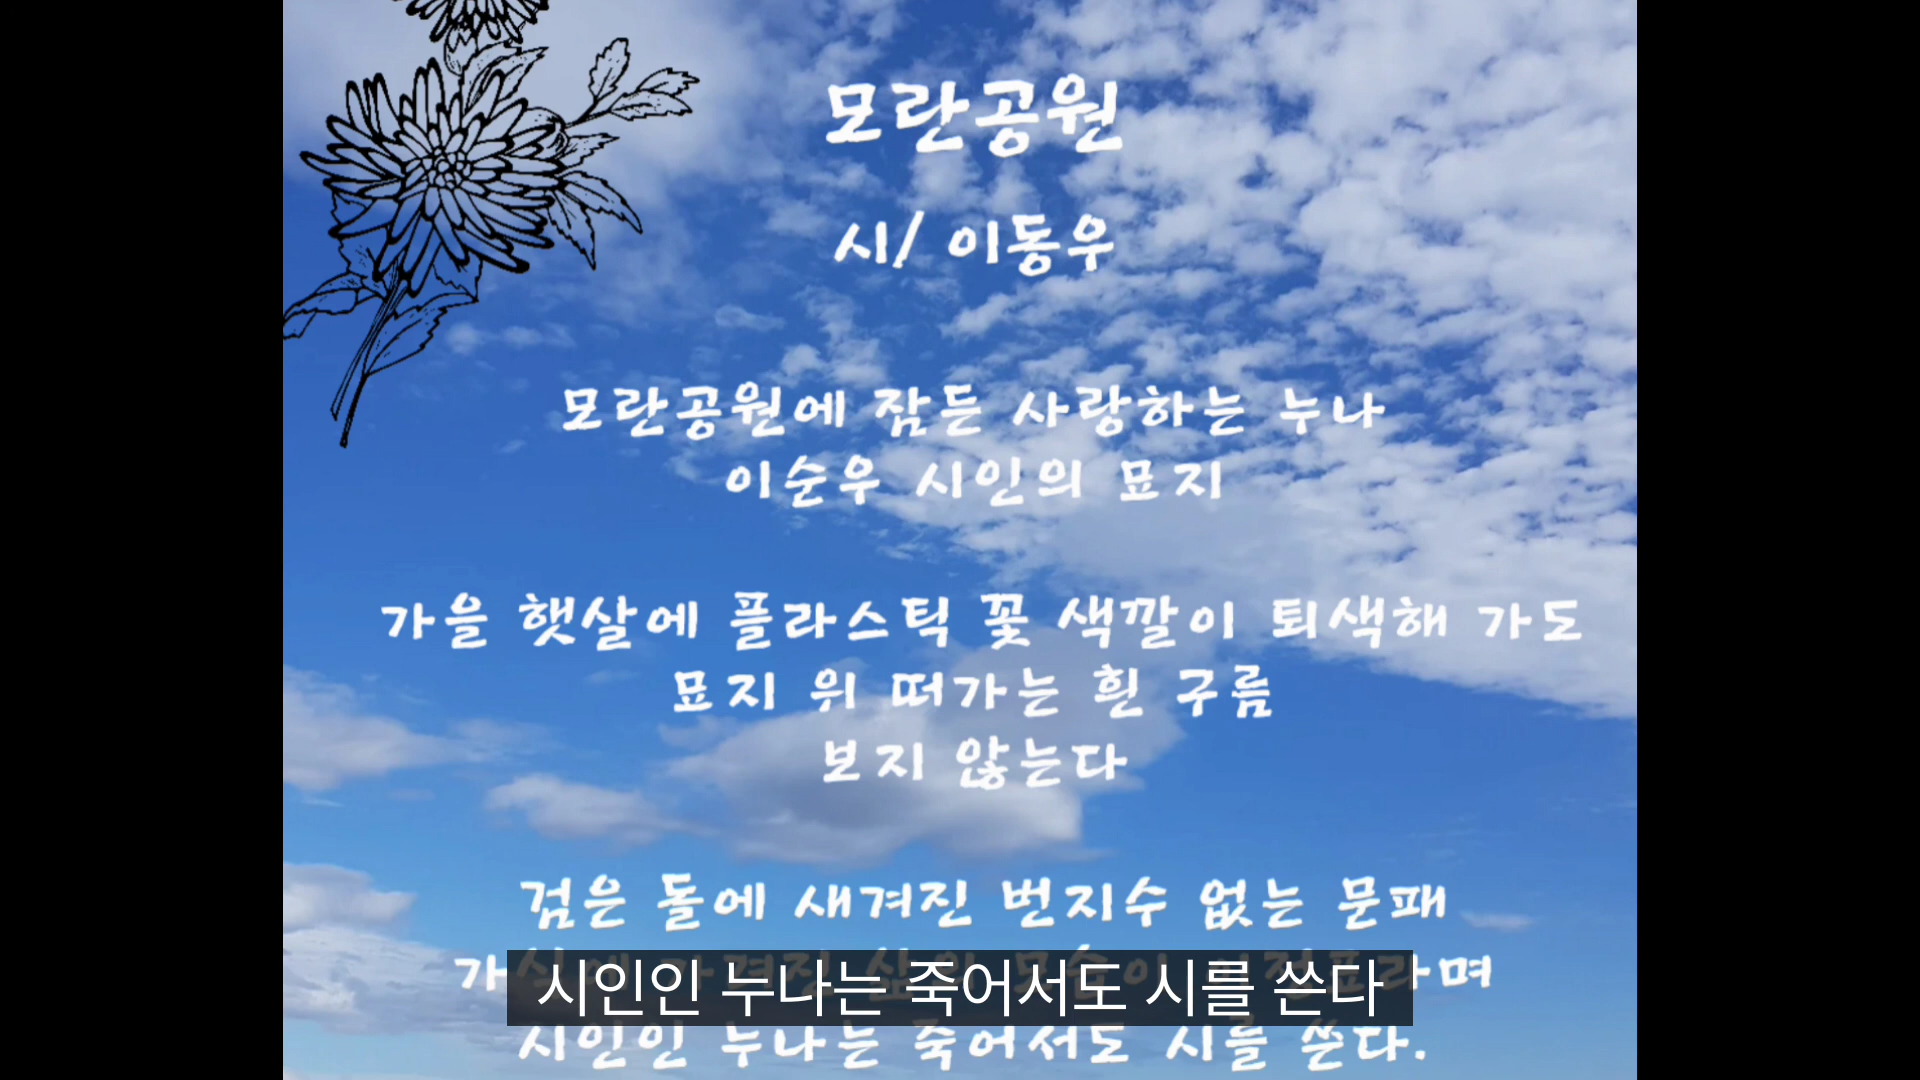 모란공원
시/ 이동우
모란공원에 잠든 사랑하는 누나
이순우 시인의 묘지
가을 햇살에 플라스틱 꽃 색깔이 퇴색해 가도
묘지 위 떠가는 흰 구름
보지 않는다
검은 돌에 새겨진 번지수 없는 문패
라며
시인인 누나는 죽어서도 시를 쓴다
시인인 누나는 죽어서도 시를 쓴다.